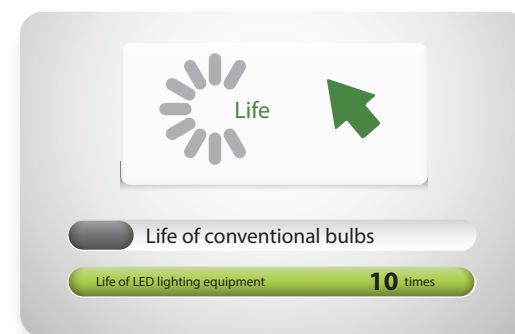 Life
Life of conventional bulbs
Life of LED lighting equipment 10 times